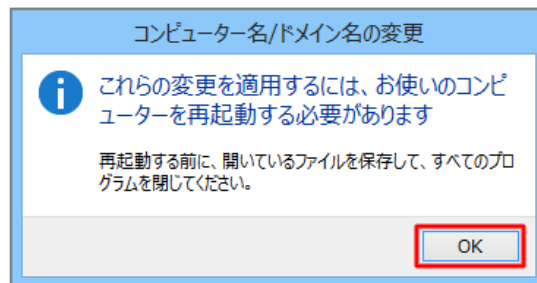 コンピューター名/ドメイン名の変更
これらの変更を適用するには、お使いのコンピ
ューターを再起動する必要があります
再起動する前に、開いているファイルを保存して、すべてのプロ
グラムを閉じてください。
OK